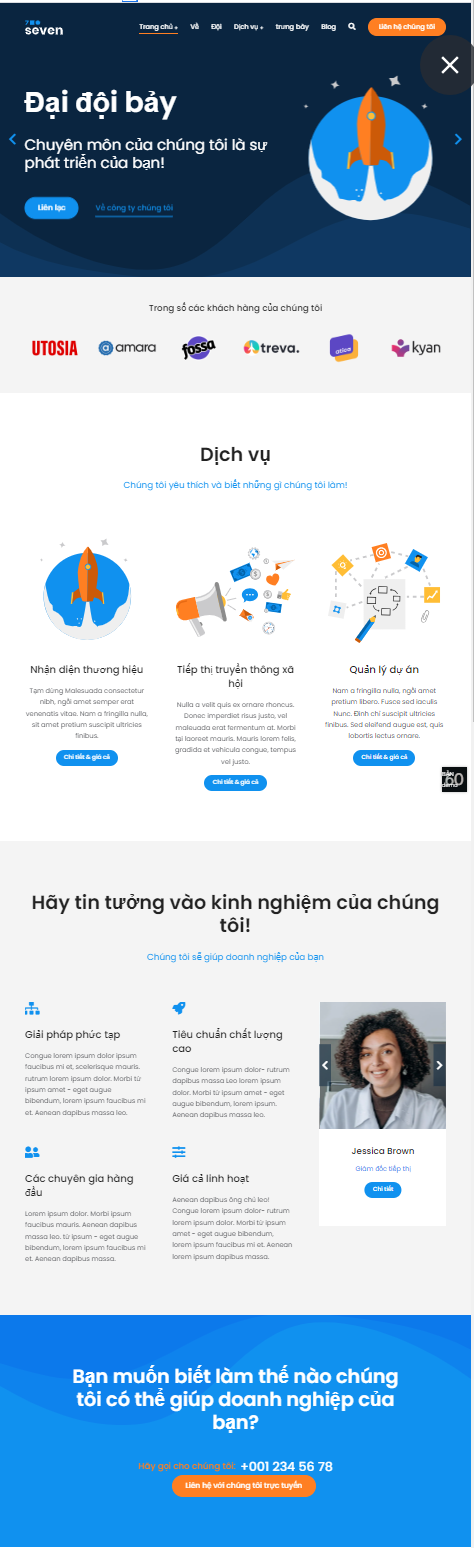 seven
Trang chủ + Về Đội Dịch vụ + trưng bày Blog Liên hệ chúng tôi
Đại đội bảy
Chuyên môn của chúng tôi là sự
phát triển của bạn!
Liên lạc Về công ty chúng tôi
Trong số các khách hàng của chúng tôi
UTOSIA amara fossa treva. atica kyan
Dịch vụ
Chúng tôi yêu thích và biết những gì chúng tôi làm!
Nhận diện thương hiệu
Tạm dừng Malesuada consectetur
nibh, ngồi amet semper erat
venenatis vitae. Nam a fringilla nulla,
sit amet pretium suscipit ultricies
finibus.
Chi tiết & giá cả
Tiếp thị truyền thông xã
hội
Nulla a velit quis ex ornare rhoncus.
Donec imperdiet risus justo, vel
maleuada erat fermentum at. Morbi
tại laoreet mauris. Mauris lorem felis,
gradida et vehicula congue, tempus
vel justo.
Chi tiết & giá cả
Quản lý dự án
Nam a fringilla nulla, ngồi amet
pretium libero. Fusce sed iaculis
Nunc. Đình chỉ suscipit ultricies
finibus. Sed eleifend augue est, quis
lobortis lectus ornare.
Chi tiết & giá cả
BẢN
60
demo
Hãy tin tưởng vào kinh nghiệm của chúng
tôi!
Chúng tôi sẽ giúp doanh nghiệp của bạn
Giải pháp phức tạp
Congue lorem ipsum dolor ipsum
faucibus mi et, scelerisque mauris.
rutrum lorem ipsum dolor. Morbi từ
ipsum amet - eget augue
bibendum, lorem ipsum faucibus mi
et. Aenean dapibus massa leo.
Tiêu chuẩn chất lượng
cao
Congue lorem ipsum dolor- rutrum
dapibus massa Leo lorem ipsum
dolor. Morbi từ ipsum amet - eget
augue bibendum, lorem ipsum.
Aenean dapibus massa leo.
Các chuyên gia hàng
đầu
Lorem ipsum dolor. Morbi ipsum
faucibus mauris. Aenean dapibus
massa leo. từ ipsum - eget augue
bibendum, lorem ipsum faucibus mi
et. Aenean dapibus massa.
Giá cả linh hoạt
Aenean dapibus ông chủ leo!
Congue lorem ipsum dolor- rutrum
lorem ipsum dolor. Morbi từ ipsum
amet - eget augue bibendum,
lorem ipsum faucibus mi et. Aenean
lorem ipsum dapibus massa.
Jessica Brown
Giám đốc tiếp thị
Chi tiết
Bạn muốn biết làm thế nào chúng
tôi có thể giúp doanh nghiệp của
bạn?
Hãy gọi cho chúng tôi: +001 234 56 78
Liên hệ với chúng tôi trực tuyến